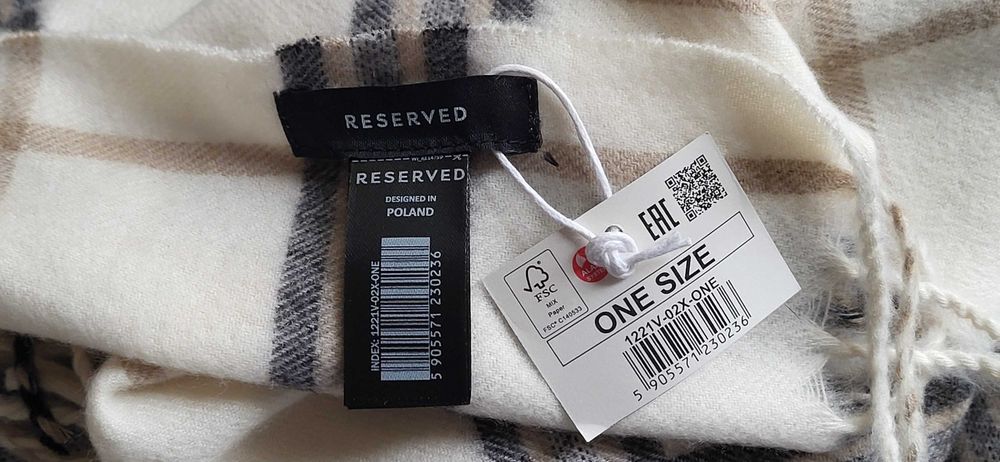 RESERVED
RESERVED
DESIGNED IN
POLAND
INDEX: 1221V-02X-ONE
5 905571 230236
FSC
MIX
Paper
FSC® C140533
EAC
ONE SIZE
1221V-02X-ONE
5 905571 230236